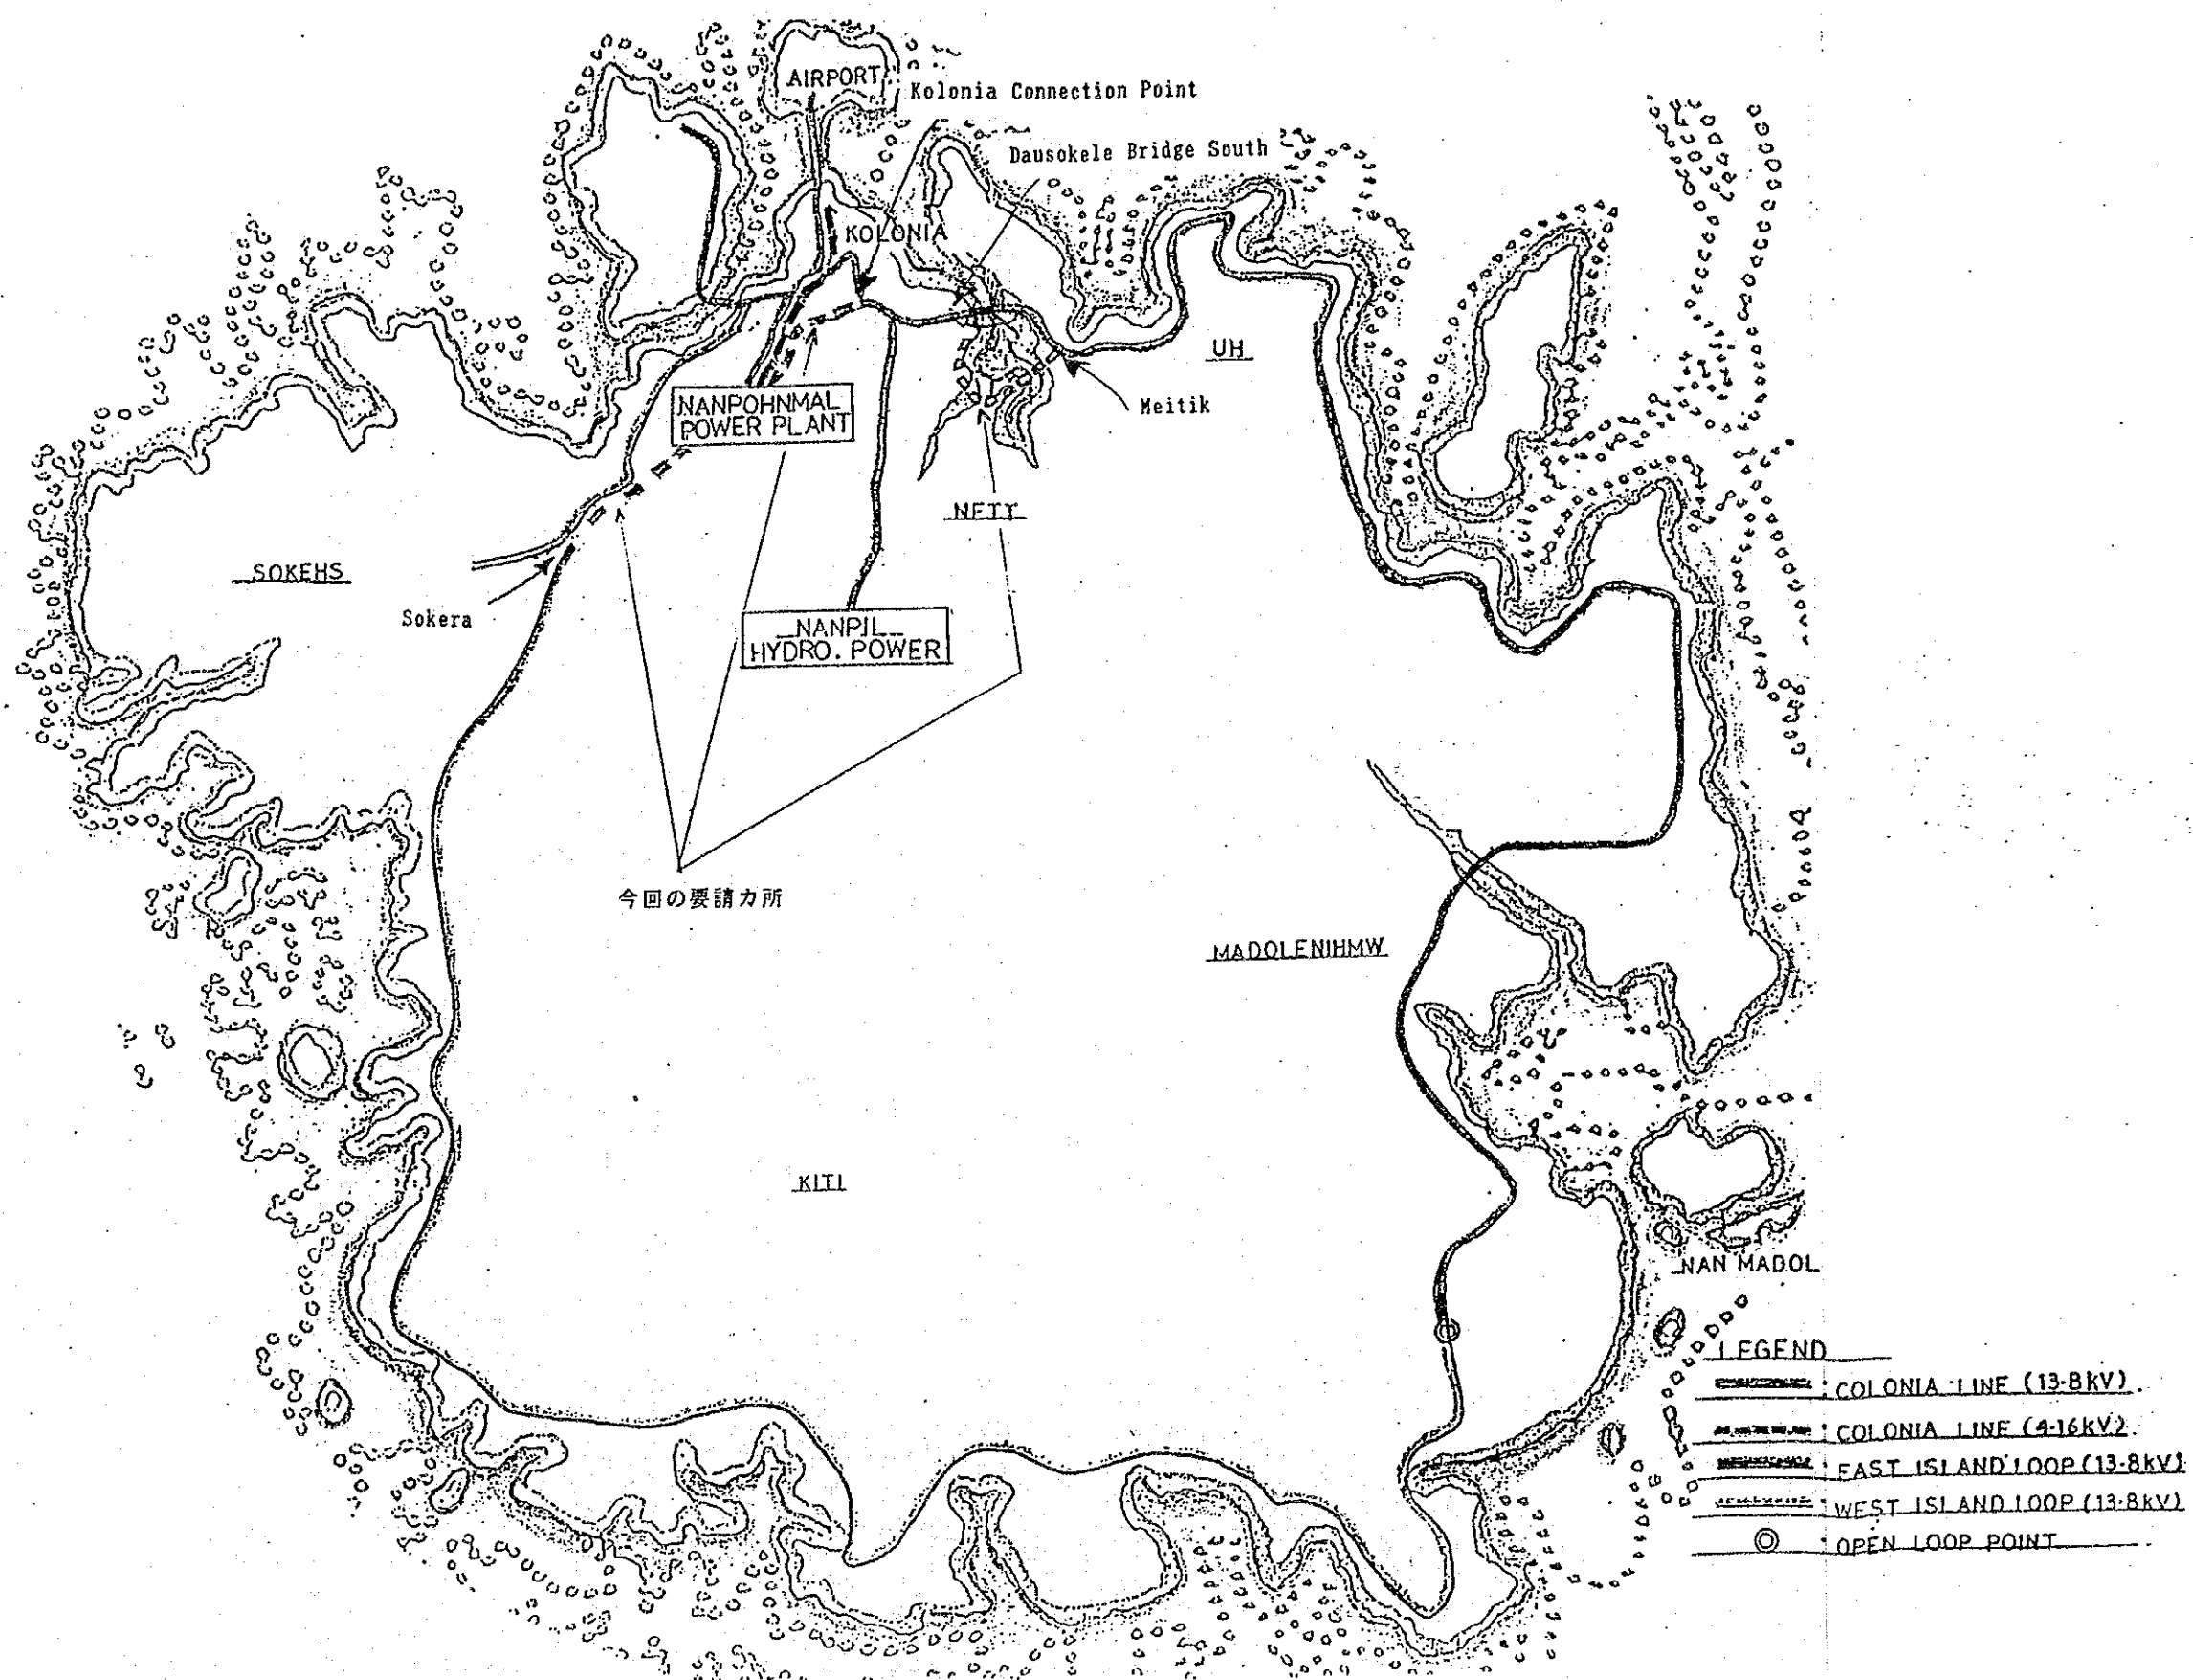 AIRPORT
Kolonia Connection Point
Dausokele Bridge South
KOLONIA
UH
NANPOHNMAL
POWER PLANT
Meitik
NETT
SOKEHS
Sokera
NANPIL
HYDRO. POWER
今回の要請カ所
MADOLENIHMW
KITI
NAN MADOL
LEGEND
: COLONIA LINE (13.8kV)
: COLONIA LINE (4.16kV)
: EAST ISLAND LOOP (13.8kV)
: WEST ISLAND LOOP (13.8kV)
: OPEN LOOP POINT